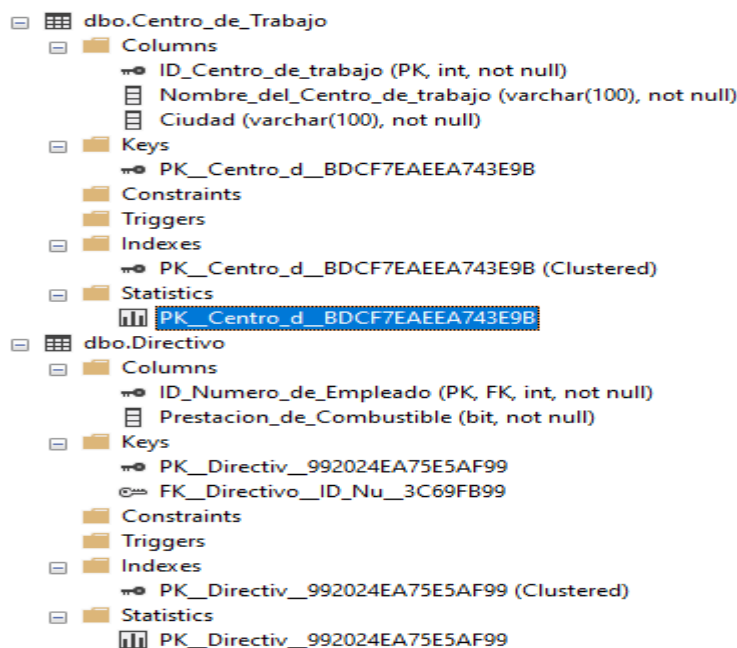 dbo.Centro_de_Trabajo
Columns
ID_Centro_de_trabajo (PK, int, not null)
Nombre_del_Centro_de_trabajo (varchar(100), not null)
Ciudad (varchar(100), not null)
Keys
PK__Centro_d__BDCF7EAEEA743E9B
Constraints
Triggers
Indexes
PK__Centro_d__BDCF7EAEEA743E9B (Clustered)
Statistics
PK__Centro_d__BDCF7EAEEA743E9B
dbo.Directivo
Columns
ID_Numero_de_Empleado (PK, FK, int, not null)
Prestacion_de_Combustible (bit, not null)
Keys
PK__Directiv__992024EA75E5AF99
FK__Directivo__ID_Nu__3C69FB99
Constraints
Triggers
Indexes
PK__Directiv__992024EA75E5AF99 (Clustered)
Statistics
PK__Directiv__992024EA75E5AF99